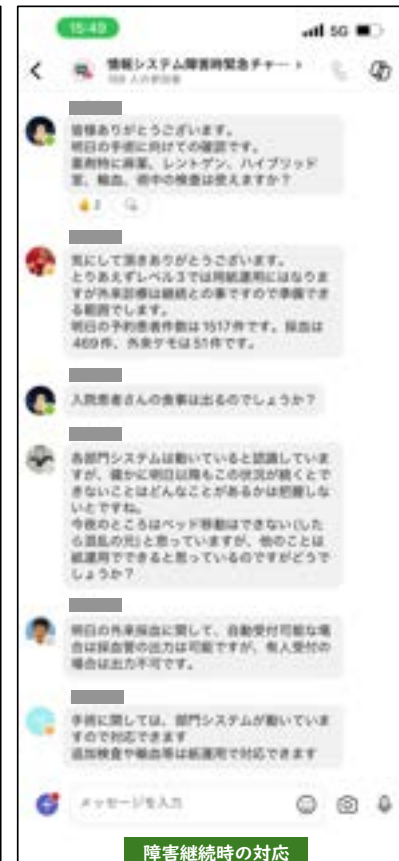 15:49
5G
情報システム障害時緊急チャー…
皆様ありがとうございます。
明日の手術に向けての確認です。
薬剤特に麻薬、レントゲン、ハイブリッド
室、輸血、術中の検査は使えますか？
2
気にして頂きありがとうございます。
とりあえずレベル3では用紙運用にはなりま
すが外来診療は継続との事ですので準備でき
る範囲でします。
明日の予約患者件数は1517件です。採血は
469件、外来ケモは51件です。
入院患者さんの食事は出るのでしょうか？
各部門システムは動いていると認識していま
すが、確かに明日以降もこの状況が続くとで
きないことはどんなことがあるかは把握しな
いとですね。
今夜のところはベッド移動はできない(した
ら混乱の元)と思っていますが、他のことは
紙運用でできると思っているのですがどうで
しょうか？
明日の外来採血に関して、自動受付可能な場
合は採血管の出力は可能ですが、有人受付の
場合は出力不可です。
手術に関しては、部門システムが動いていま
すので対応できます
追加検査や輸血等は紙運用で対応できます
メッセージを入力
障害継続時の対応